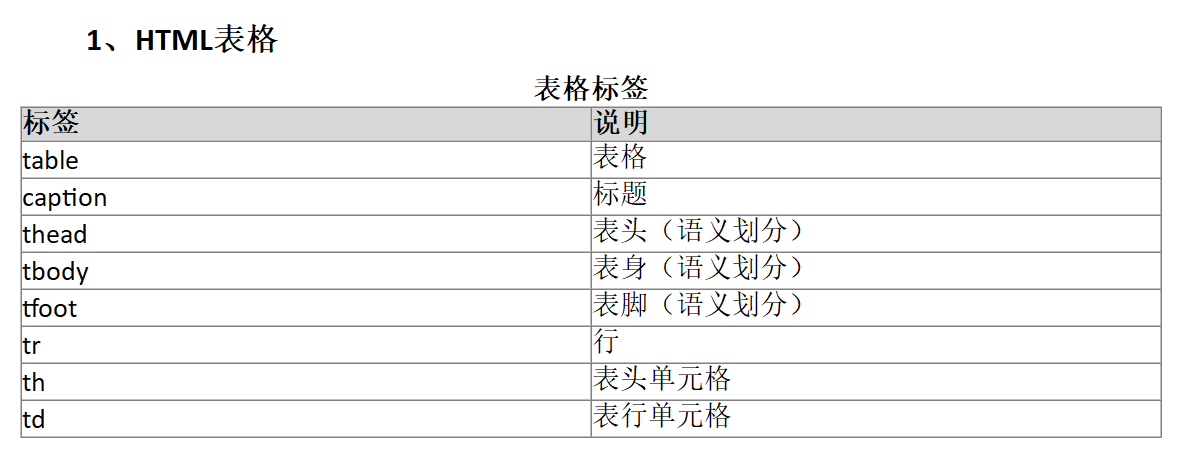 1、HTML表格
表格标签
标签 说明
table 表格
caption 标题
thead 表头（语义划分）
tbody 表身（语义划分）
tfoot 表脚（语义划分）
tr 行
th 表头单元格
td 表行单元格